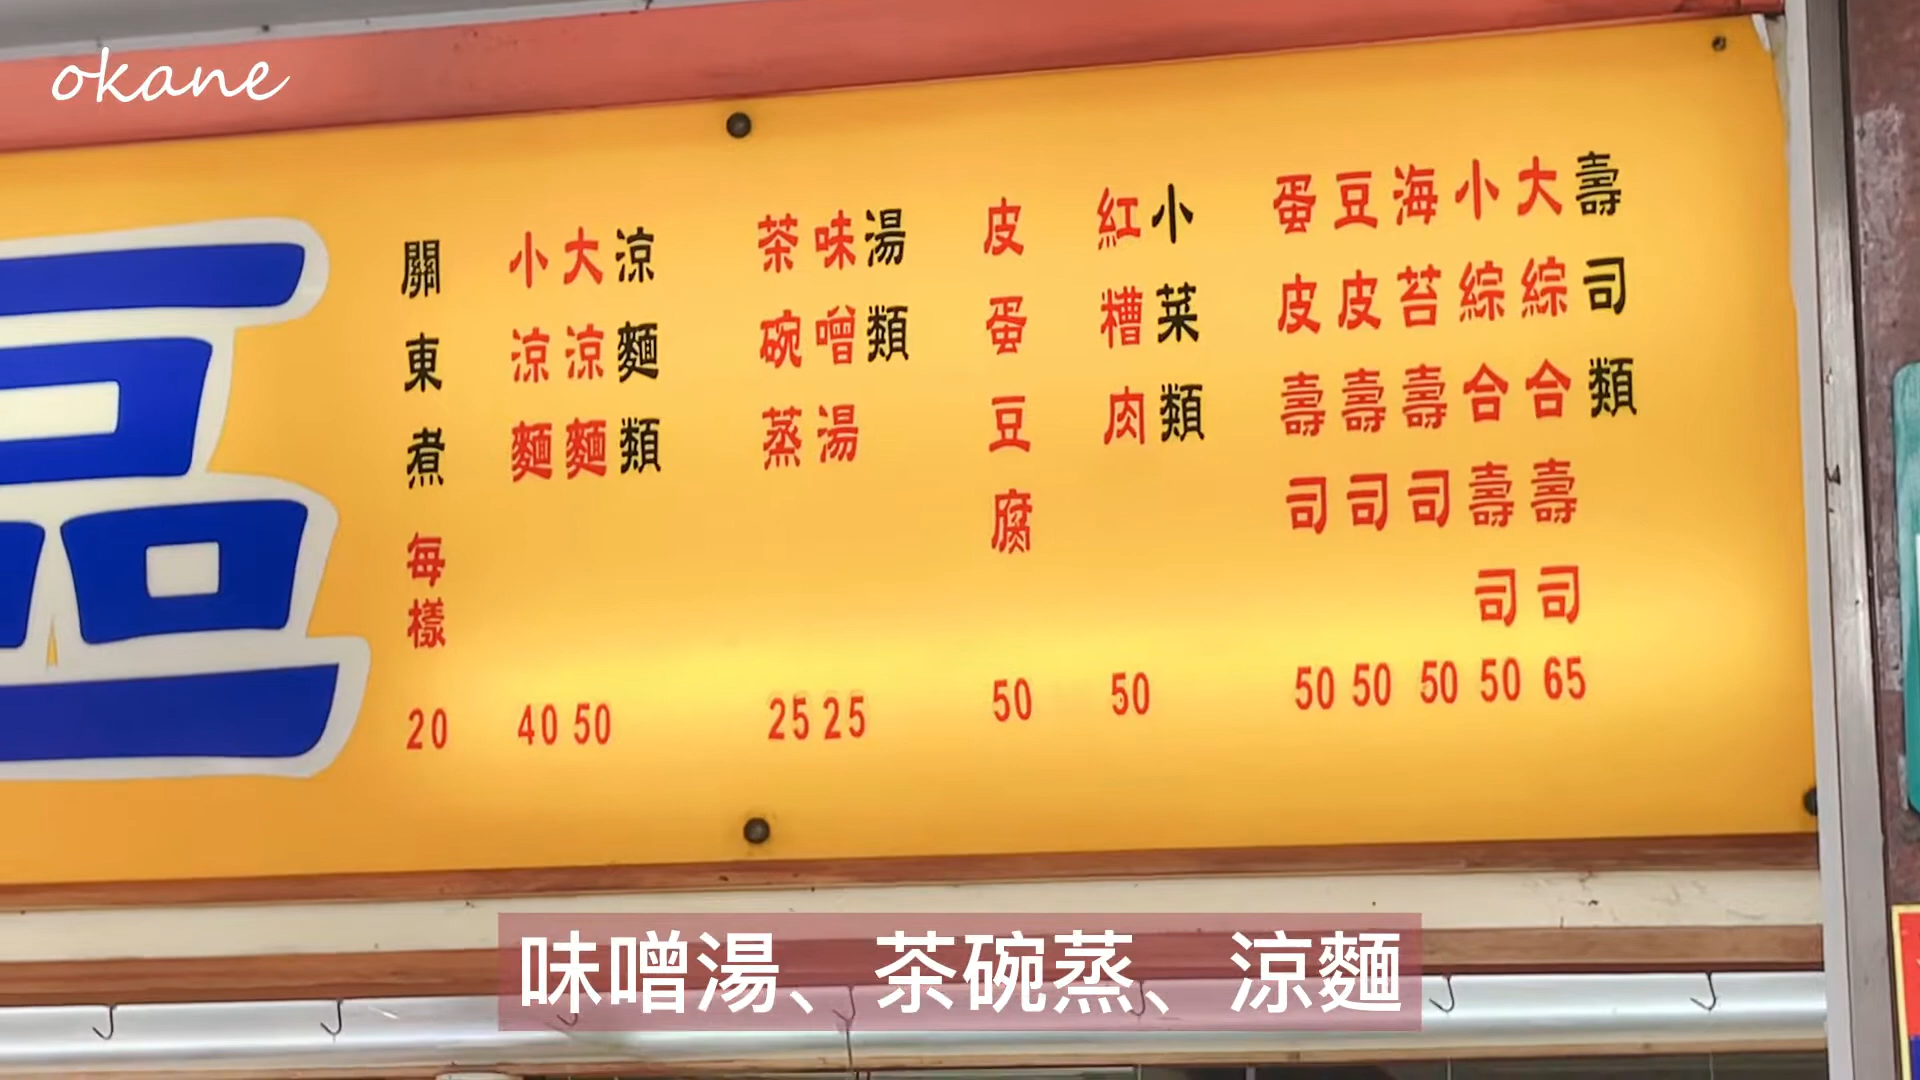 okane
壽司類
大綜合壽司 65
小綜合壽司 50
海苔壽司 50
豆皮壽司 50
蛋皮壽司 50
小菜類
紅糟肉 50
皮蛋豆腐 50
湯類
味噌湯 25
茶碗蒸 25
涼麵類
大涼麵 50
小涼麵 40
關東煮 每樣 20
味噌湯、茶碗蒸、涼麵